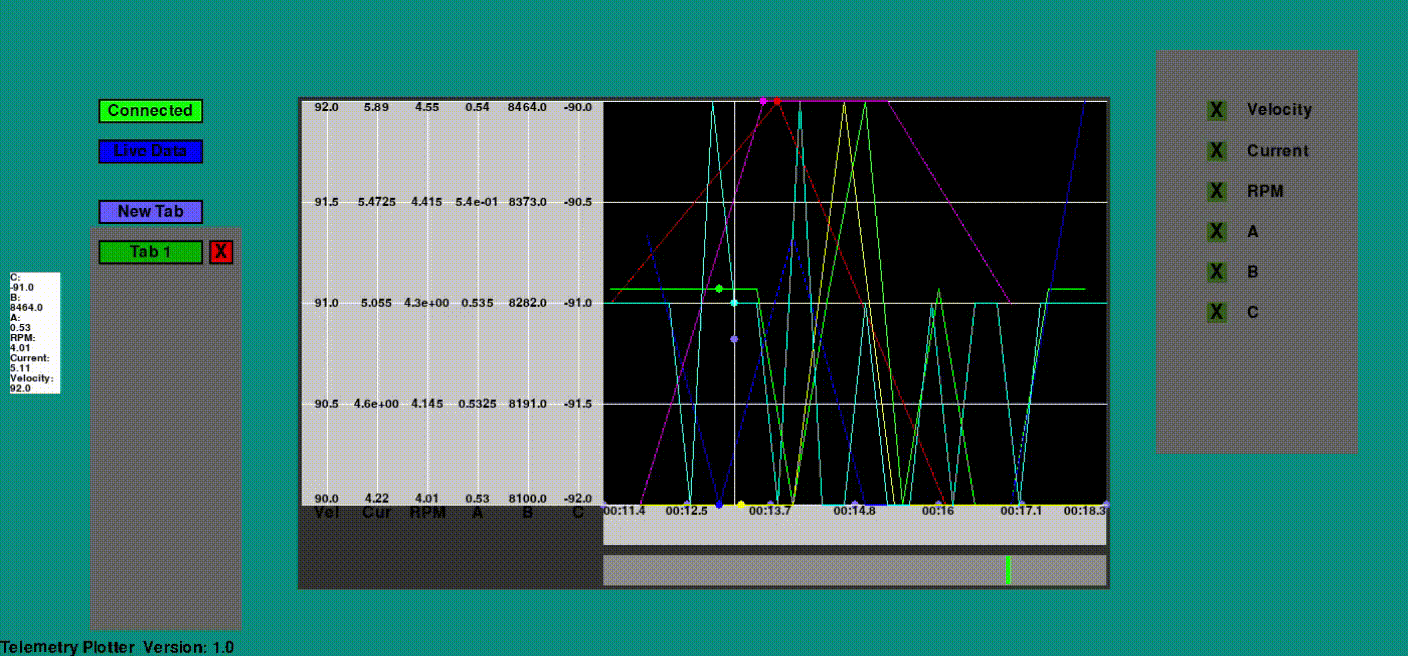 Connected
Live Data
New Tab
Tab 1 X
C:
-91.0
B:
8464.0
A:
0.53
RPM:
4.01
Current:
5.11
Velocity:
92.0
92.0 5.89 4.55 0.54 8464.0 -90.0
91.5 5.4725 4.415 5.4e-01 8373.0 -90.5
91.0 5.055 4.3e+00 0.535 8282.0 -91.0
90.5 4.6e+00 4.145 0.5325 8191.0 -91.5
90.0 4.22 4.01 0.53 8100.0 -92.0
Vel Cur RPM A B C
00:11.4 00:12.5 00:13.7 00:14.8 00:16 00:17.1 00:18.3
X Velocity
X Current
X RPM
X A
X B
X C
Telemetry Plotter Version: 1.0